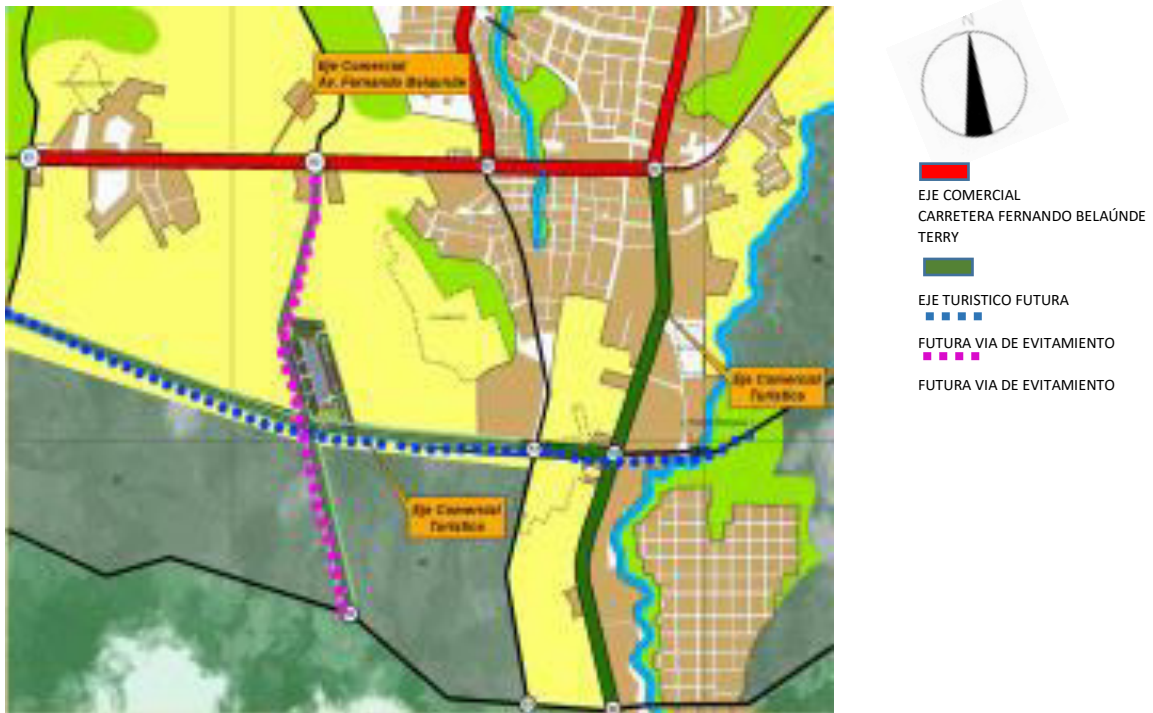 Eje Comercial
Av. Fernando Belaunde
Eje Comercial
Turístico
Eje Comercial
Turístico
N
EJE COMERCIAL
CARRETERA FERNANDO BELAÚNDE
TERRY
EJE TURISTICO FUTURA
FUTURA VIA DE EVITAMIENTO
FUTURA VIA DE EVITAMIENTO